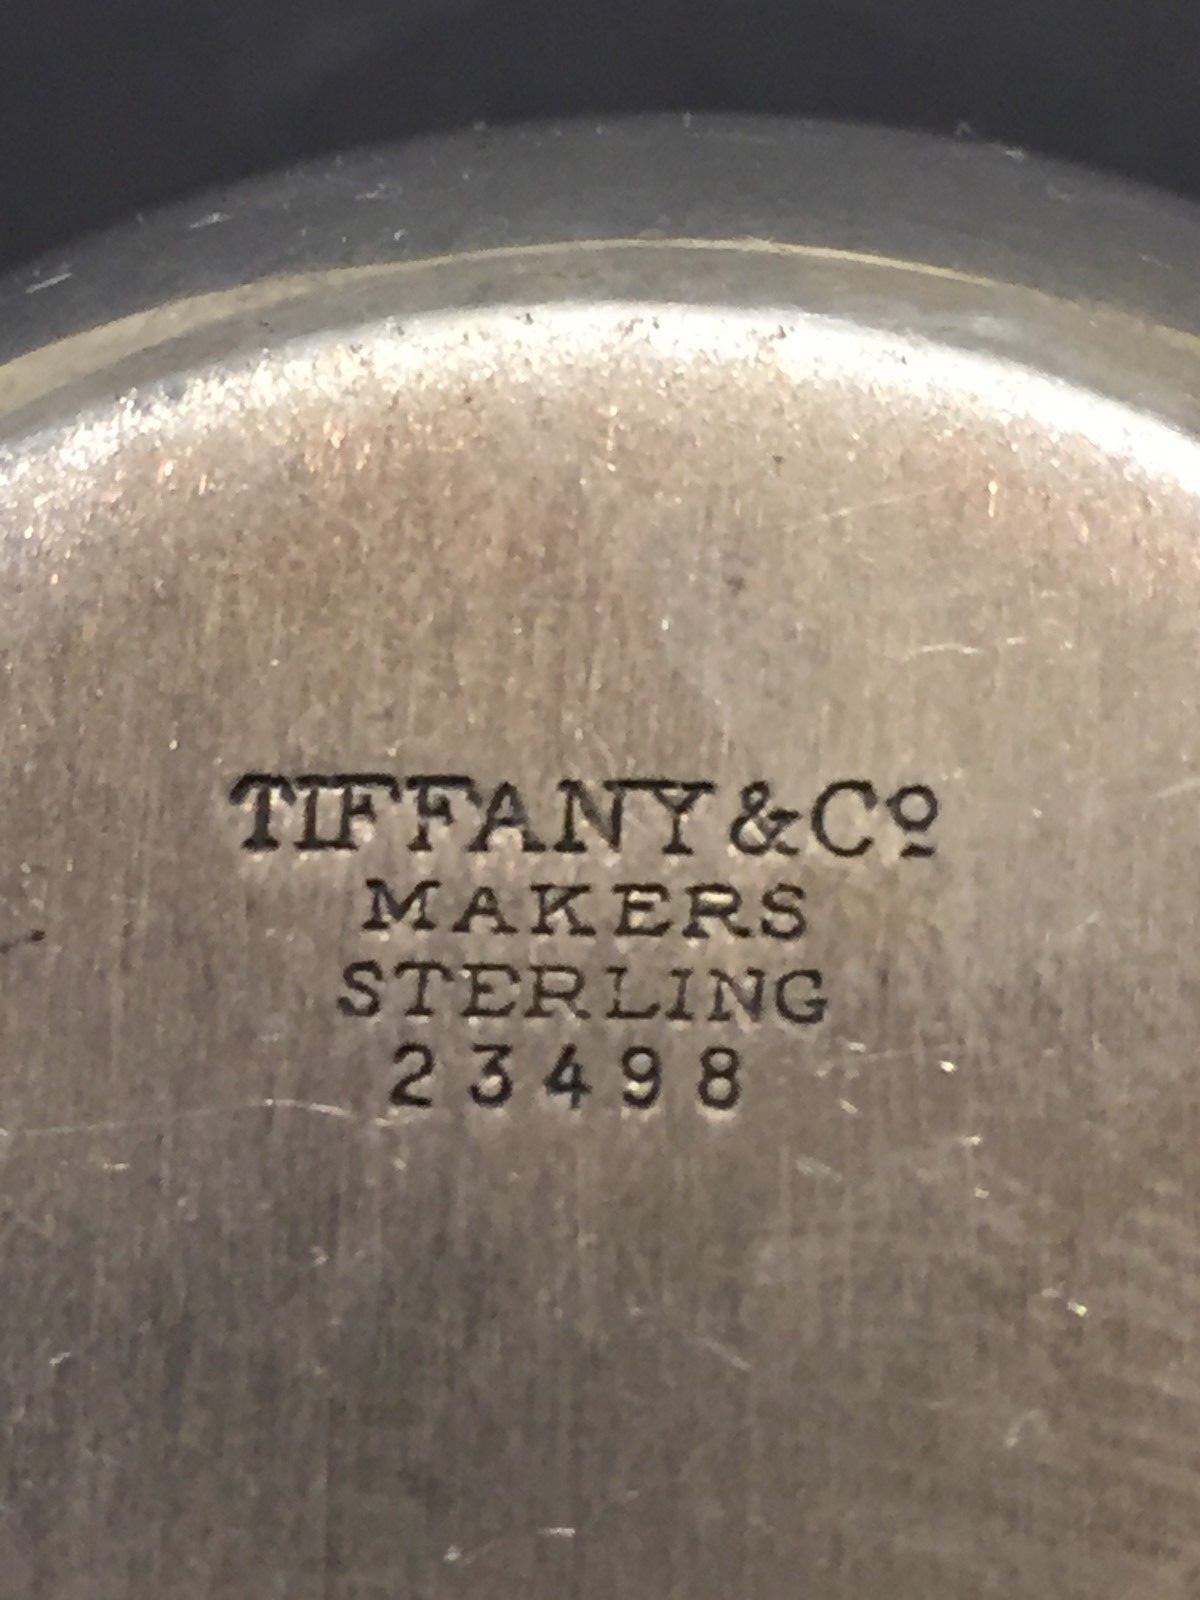 TIFFANY & Cº
MAKERS
STERLING
23498